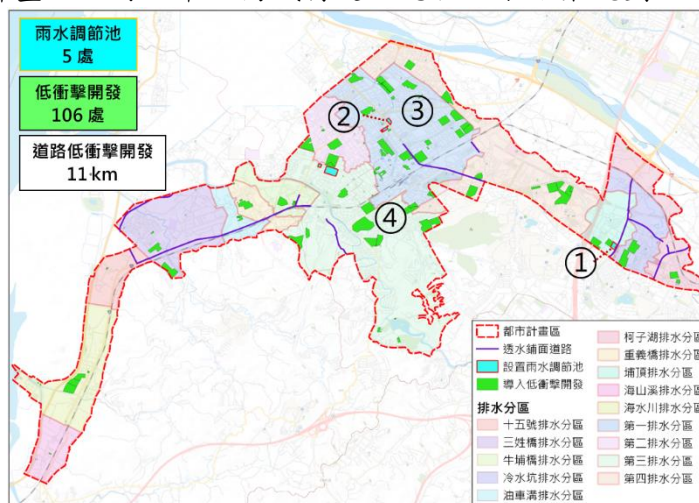 雨水調節池
5 處
低衝擊開發
106 處
道路低衝擊開發
11 km
②
③
④
①
都市計畫區
透水鋪面道路
設置雨水調節池
導入低衝擊開發
排水分區
十五號排水分區
三姓橋排水分區
牛埔橋排水分區
冷水坑排水分區
油車溝排水分區
柯子湖排水分區
重義橋排水分區
埔頂排水分區
海山溪排水分區
海水川排水分區
第一排水分區
第二排水分區
第三排水分區
第四排水分區